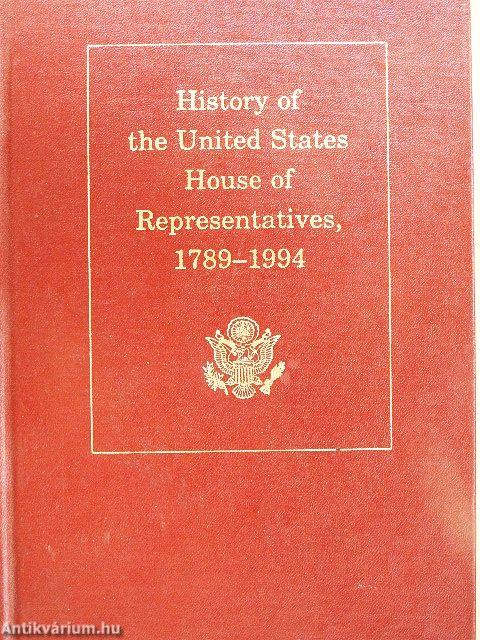 History of
the United States
House of
Representatives,
1789–1994
Antikvárium.hu